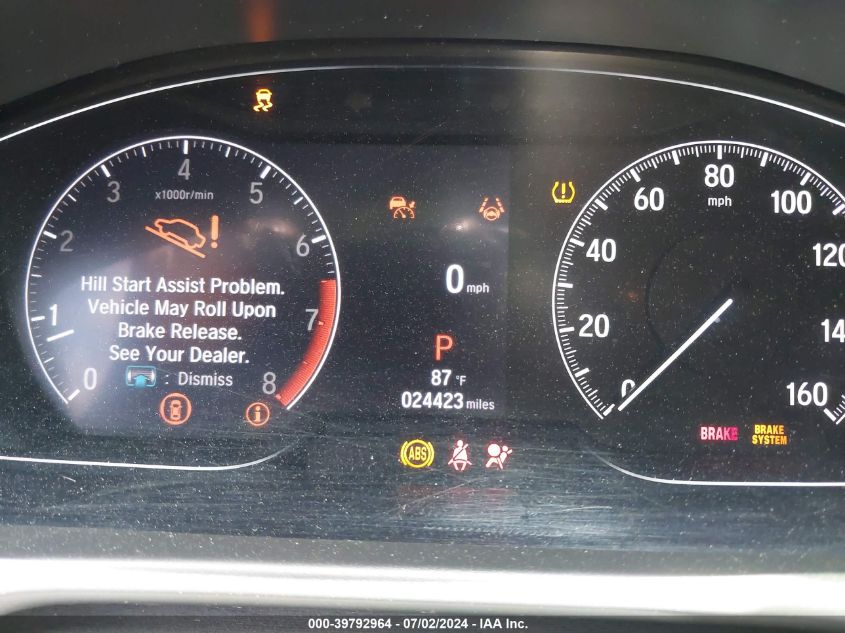 4
3
5
x1000r/min
2
6
Hill Start Assist Problem.
Vehicle May Roll Upon
Brake Release.
See Your Dealer.
: Dismiss
1
7
0
8
0 mph
P
87 °F
024423 miles
ABS
80
mph
60
100
40
120
20
14
0
160
BRAKE
BRAKE
SYSTEM
000-39792964 - 07/02/2024 - IAA Inc.